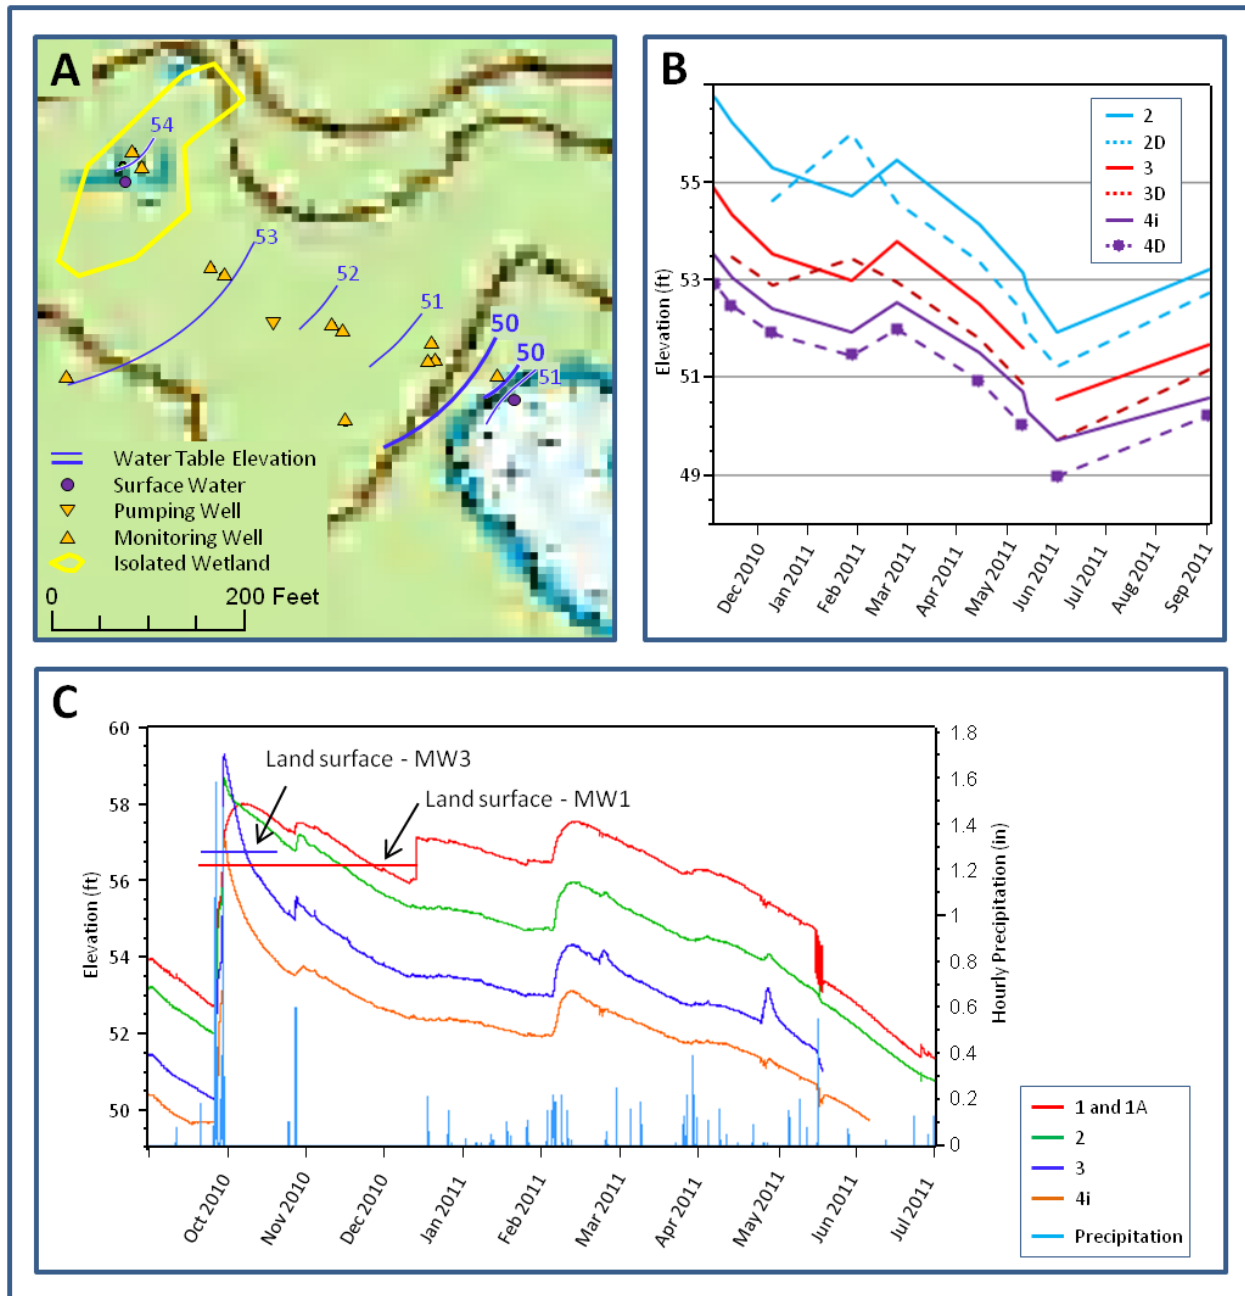 A
54
53
52
51
50
50
51
Water Table Elevation
Surface Water
Pumping Well
Monitoring Well
Isolated Wetland
0 200 Feet
B
2
2D
3
3D
4i
4D
55
53
51
49
Elevation (ft)
Dec 2010
Jan 2011
Feb 2011
Mar 2011
Apr 2011
May 2011
Jun 2011
Jul 2011
Aug 2011
Sep 2011
C
Land surface - MW3
Land surface - MW1
60
58
56
54
52
50
Elevation (ft)
1.8
1.6
1.4
1.2
1
0.8
0.6
0.4
0.2
0
Hourly Precipitation (in)
Oct 2010
Nov 2010
Dec 2010
Jan 2011
Feb 2011
Mar 2011
Apr 2011
May 2011
Jun 2011
Jul 2011
1 and 1A
2
3
4i
Precipitation